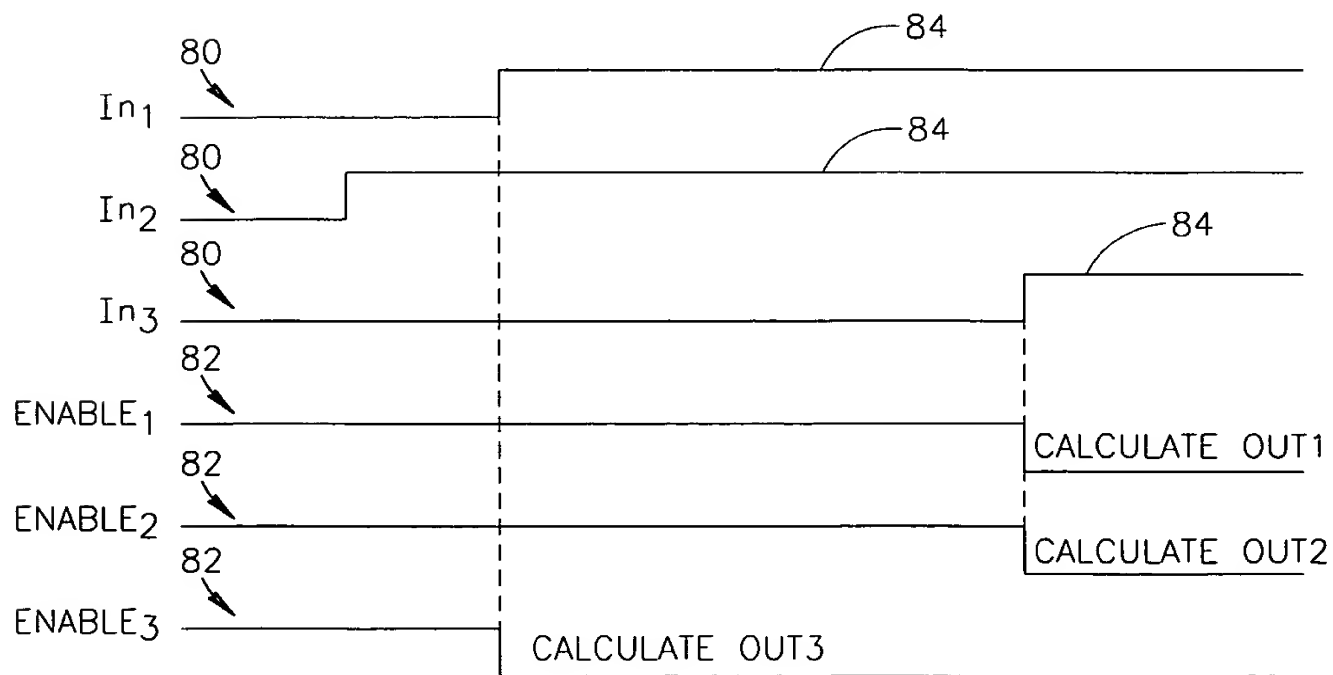 84
80
In1
84
80
In2
84
80
In3
82
ENABLE1
CALCULATE OUT1
82
ENABLE2
CALCULATE OUT2
82
ENABLE3
CALCULATE OUT3